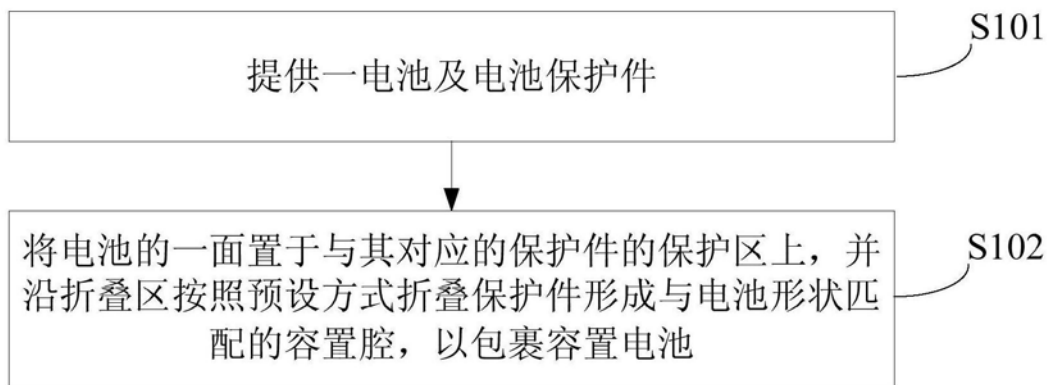 提供一电池及电池保护件
S101
将电池的一面置于与其对应的保护件的保护区上，并
沿折叠区按照预设方式折叠保护件形成与电池形状匹
配的容置腔，以包裹容置电池
S102